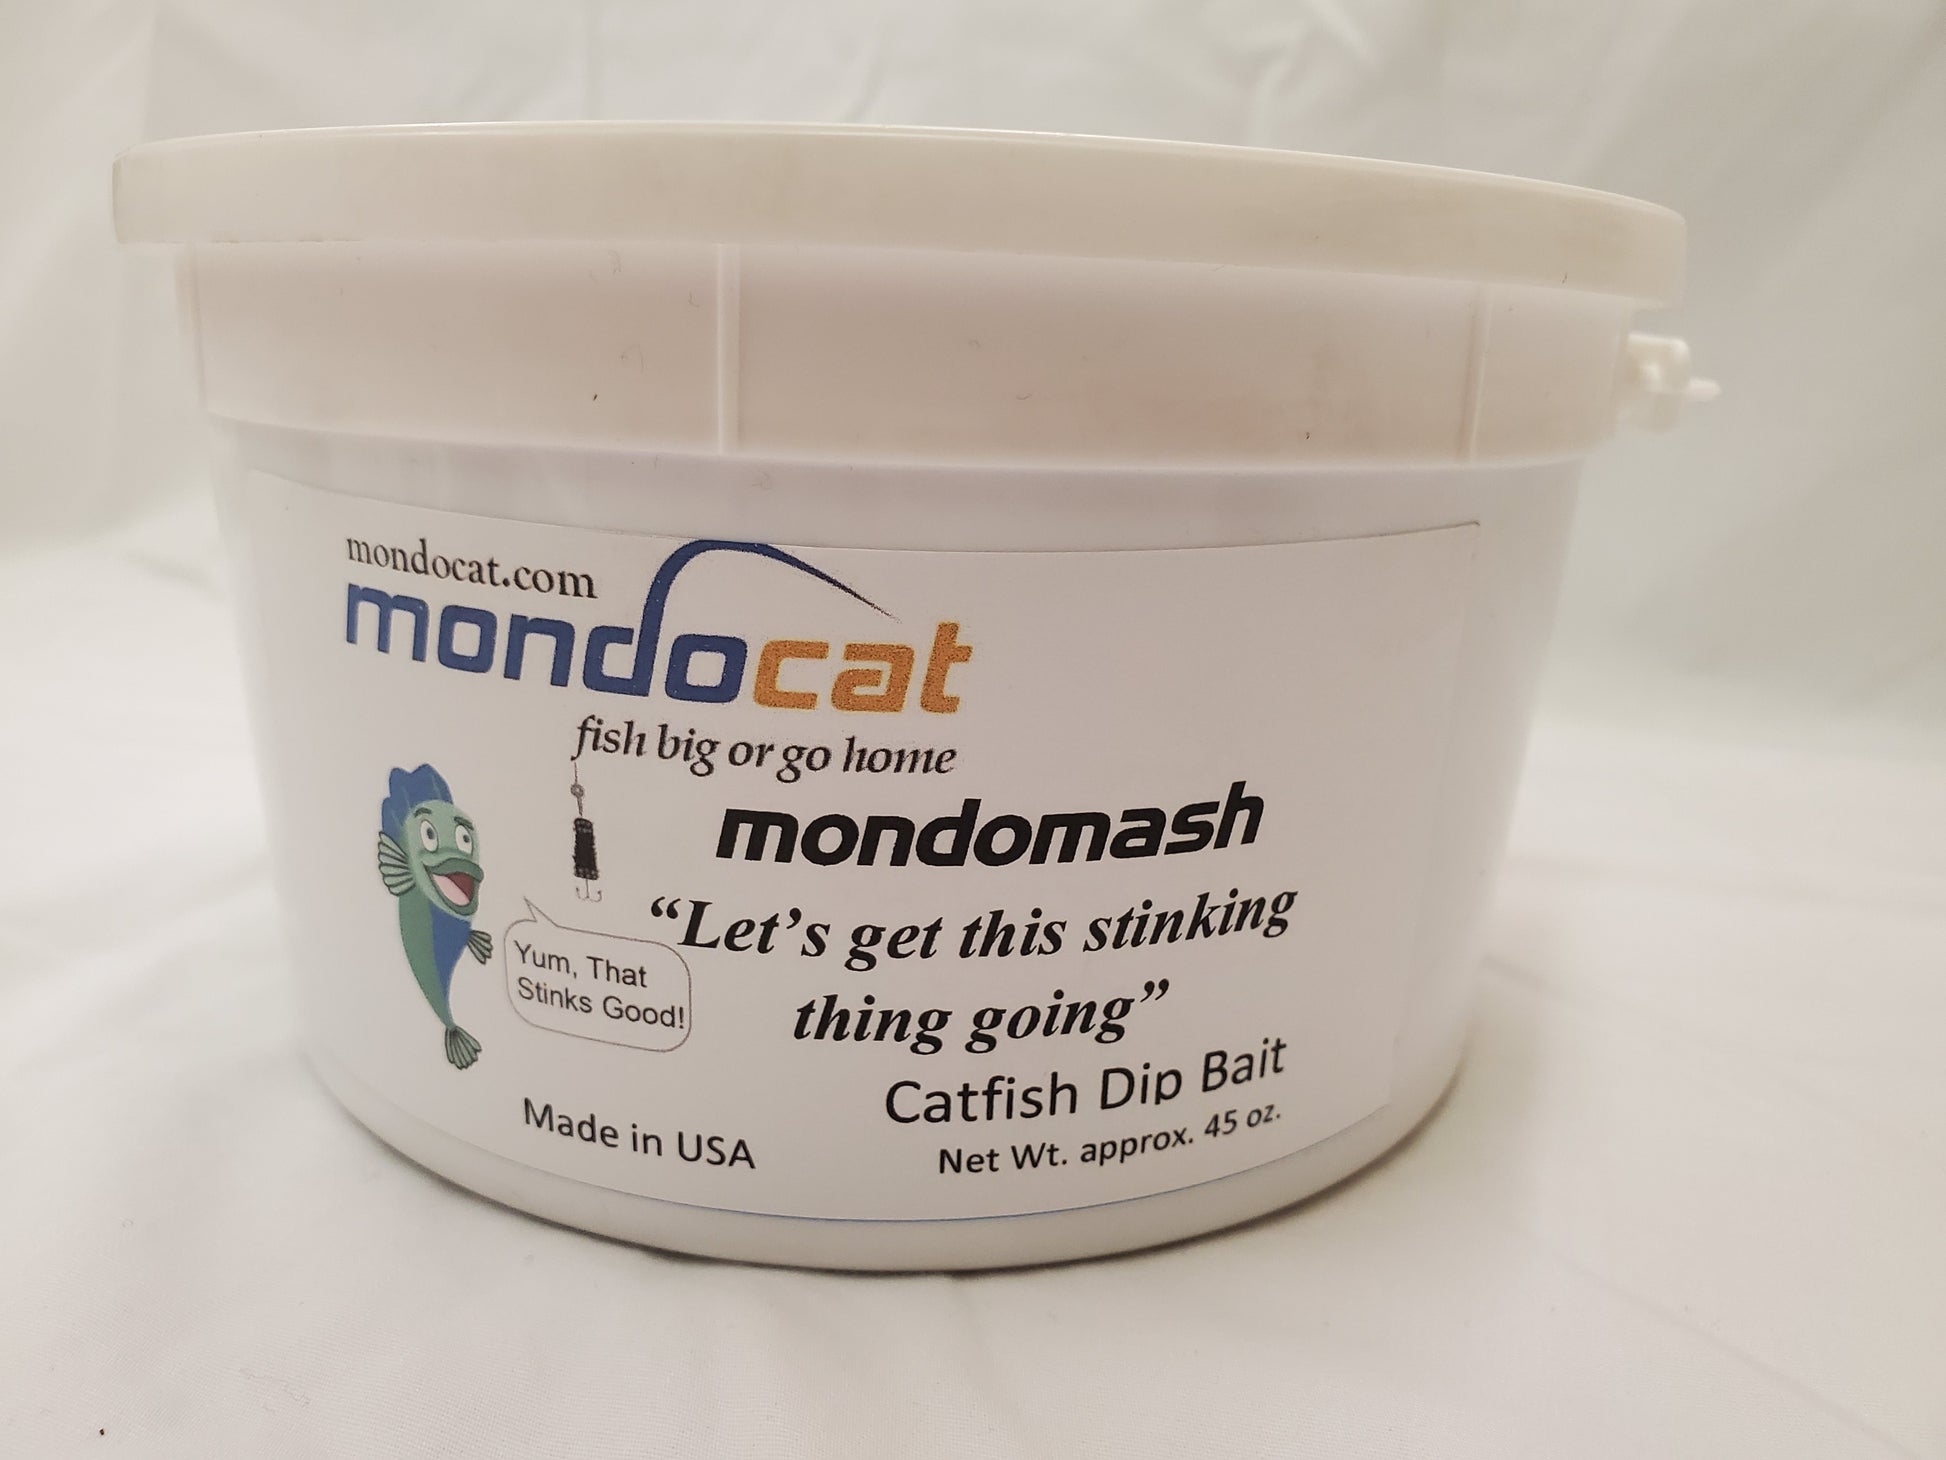 mondocat.com
mondocat
fish big or go home
mondomash
“Let’s get this stinking
thing going”
Yum, That
Stinks Good!
Catfish Dip Bait
Net Wt. approx. 45 oz.
Made in USA